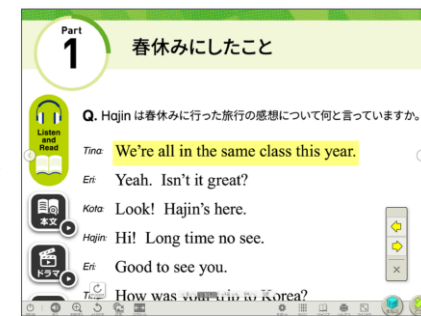 Part
1
春休みにしたこと
Listen
and
Read
Q. Hajin は春休みに行った旅行の感想について何と言っていますか。
Tina: We're all in the same class this year.
Eri: Yeah. Isn't it great?
本文
Kota: Look! Hajin's here.
Hajin: Hi! Long time no see.
ドラマ
Eri: Good to see you.
How was your trip to Korea?